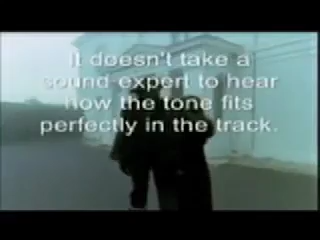 It doesn't take a
sound expert to hear
how the tone fits
perfectly in the track.